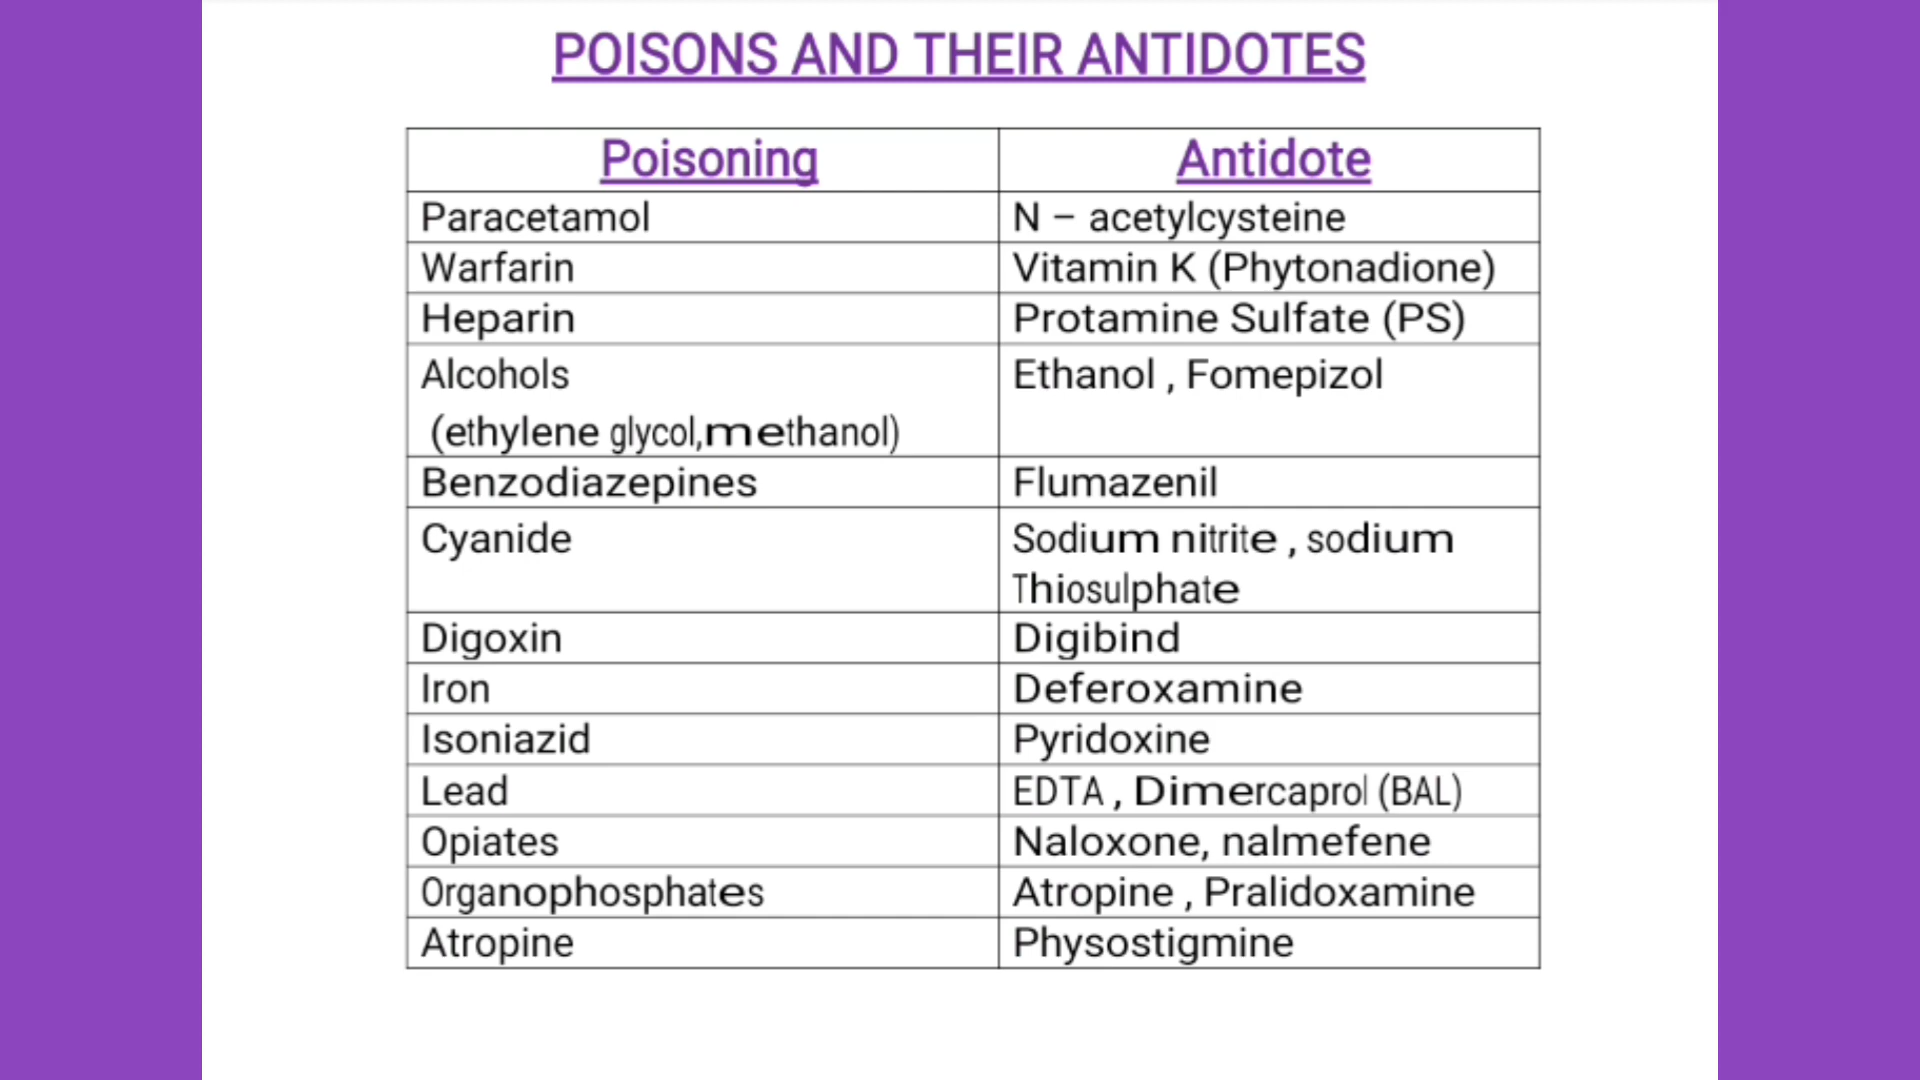 POISONS AND THEIR ANTIDOTES
Poisoning Antidote
Paracetamol N – acetylcysteine
Warfarin Vitamin K (Phytonadione)
Heparin Protamine Sulfate (PS)
Alcohols Ethanol , Fomepizol
(ethylene glycol,methanol)
Benzodiazepines Flumazenil
Cyanide Sodium nitrite , sodium
Thiosulphate
Digoxin Digibind
Iron Deferoxamine
Isoniazid Pyridoxine
Lead EDTA , Dimercaprol (BAL)
Opiates Naloxone, nalmefene
Organophosphates Atropine , Pralidoxamine
Atropine Physostigmine